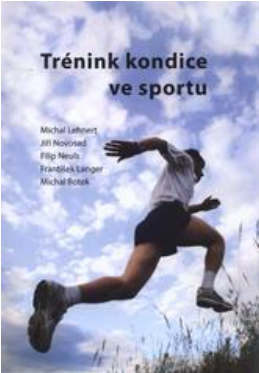 Trénink kondice
ve sportu
Michal Lehnert
Jiří Novosad
Filip Neuls
František Langer
Michal Botek